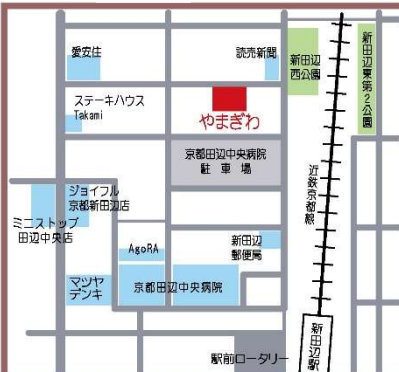 愛安住
読売新聞
新田辺
西公園
新田辺東第2公園
ステーキハウス
Takami
やまぎわ
京都田辺中央病院
駐車場
近鉄京都線
ジョイフル
京都新田辺店
ミニストップ
田辺中央店
AgoRA
新田辺
郵便局
マツヤ
デンキ
京都田辺中央病院
新田辺駅
駅前ロータリー